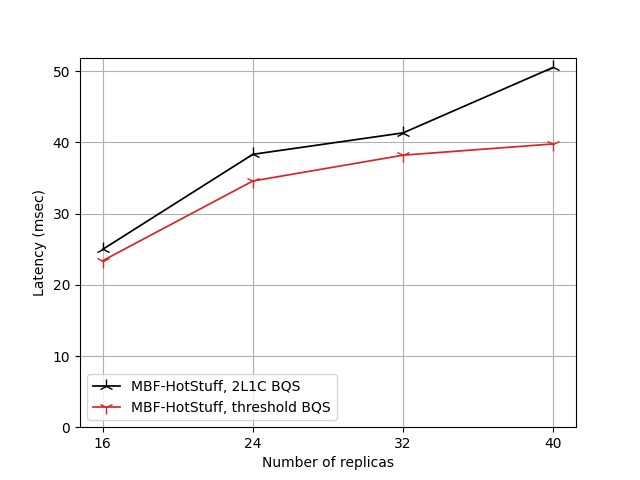 50
40
30
20
10
0
Latency (msec)
MBF-HotStuff, 2L1C BQS
MBF-HotStuff, threshold BQS
16 24 32 40
Number of replicas